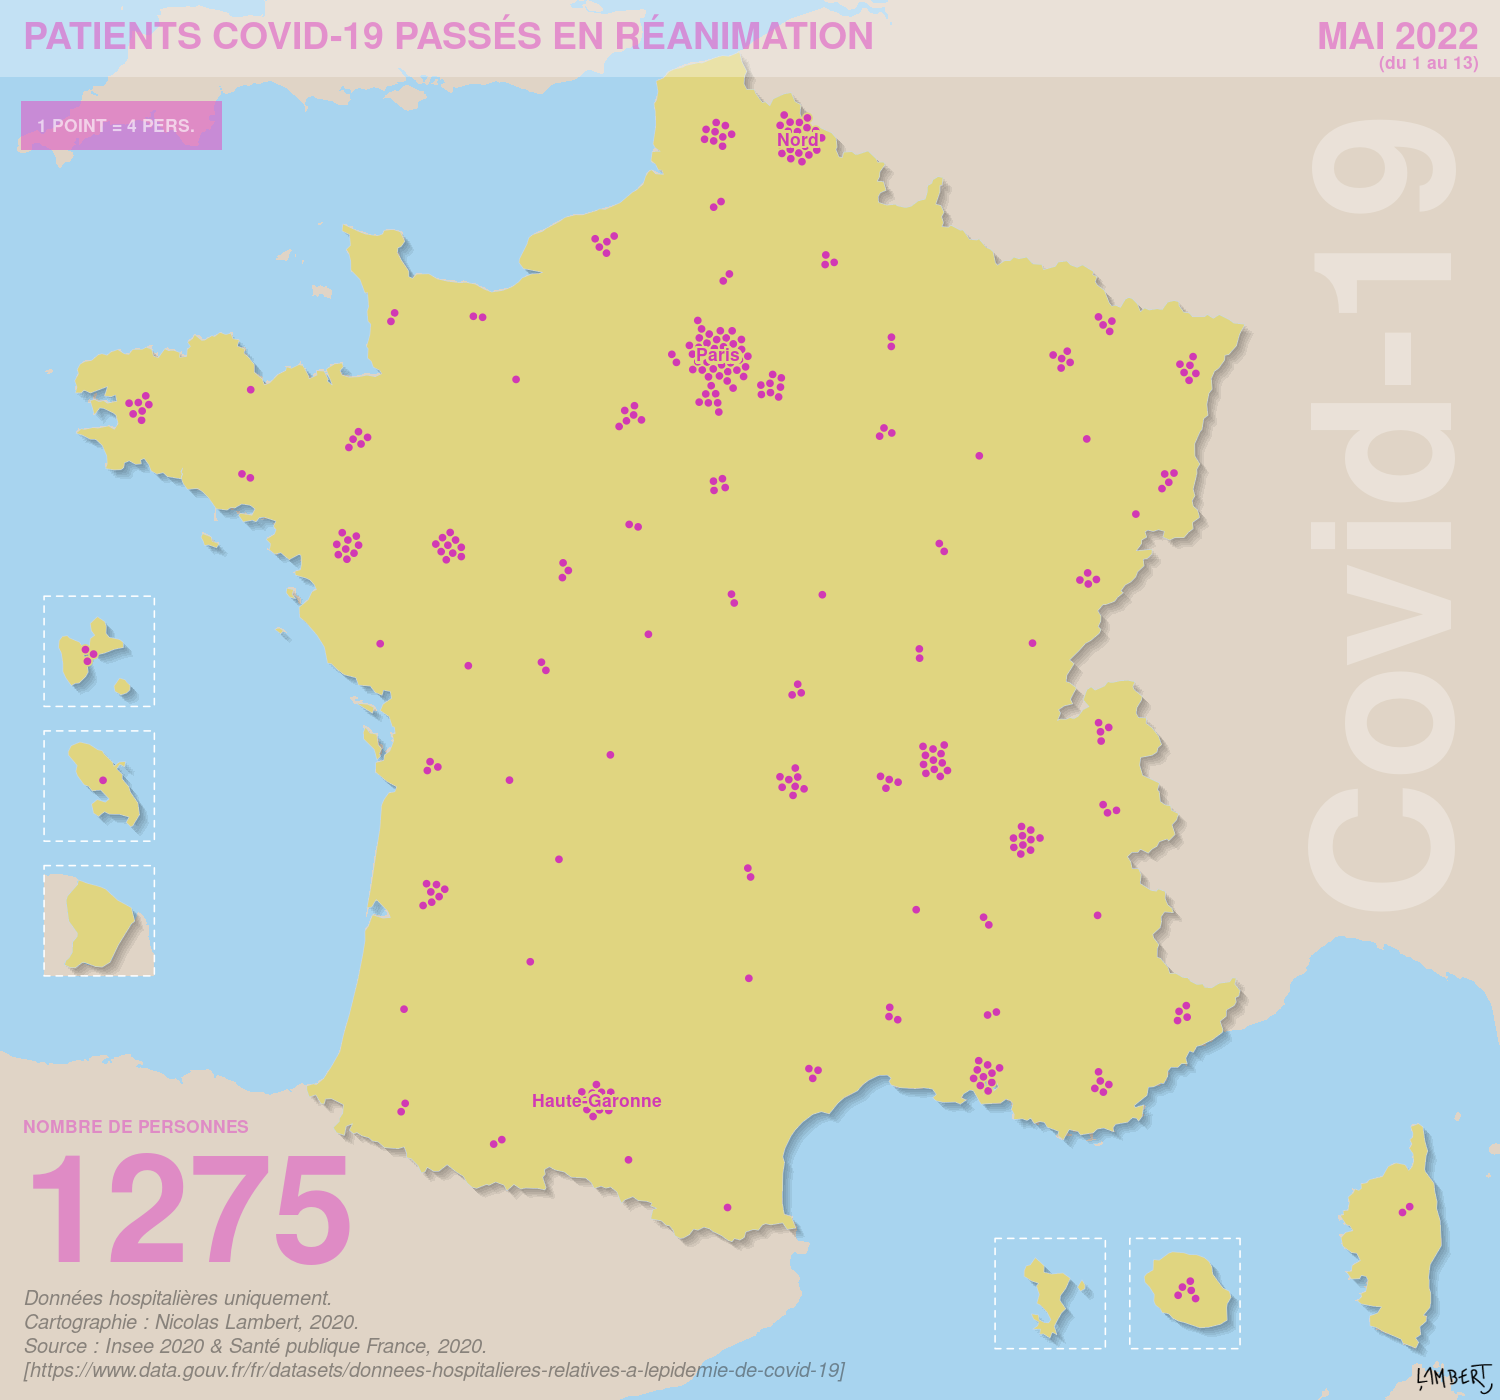 PATIENTS COVID-19 PASSÉS EN RÉANIMATION
MAI 2022
(du 1 au 13)
1 POINT = 4 PERS.
Nord
Covid-19
Paris
Haute-Garonne
NOMBRE DE PERSONNES
1275
Données hospitalières uniquement.
Cartographie : Nicolas Lambert, 2020.
Source : Insee 2020 & Santé publique France, 2020.
[https://www.data.gouv.fr/fr/datasets/donnees-hospitalieres-relatives-a-lepidemie-de-covid-19]
LAMBERT